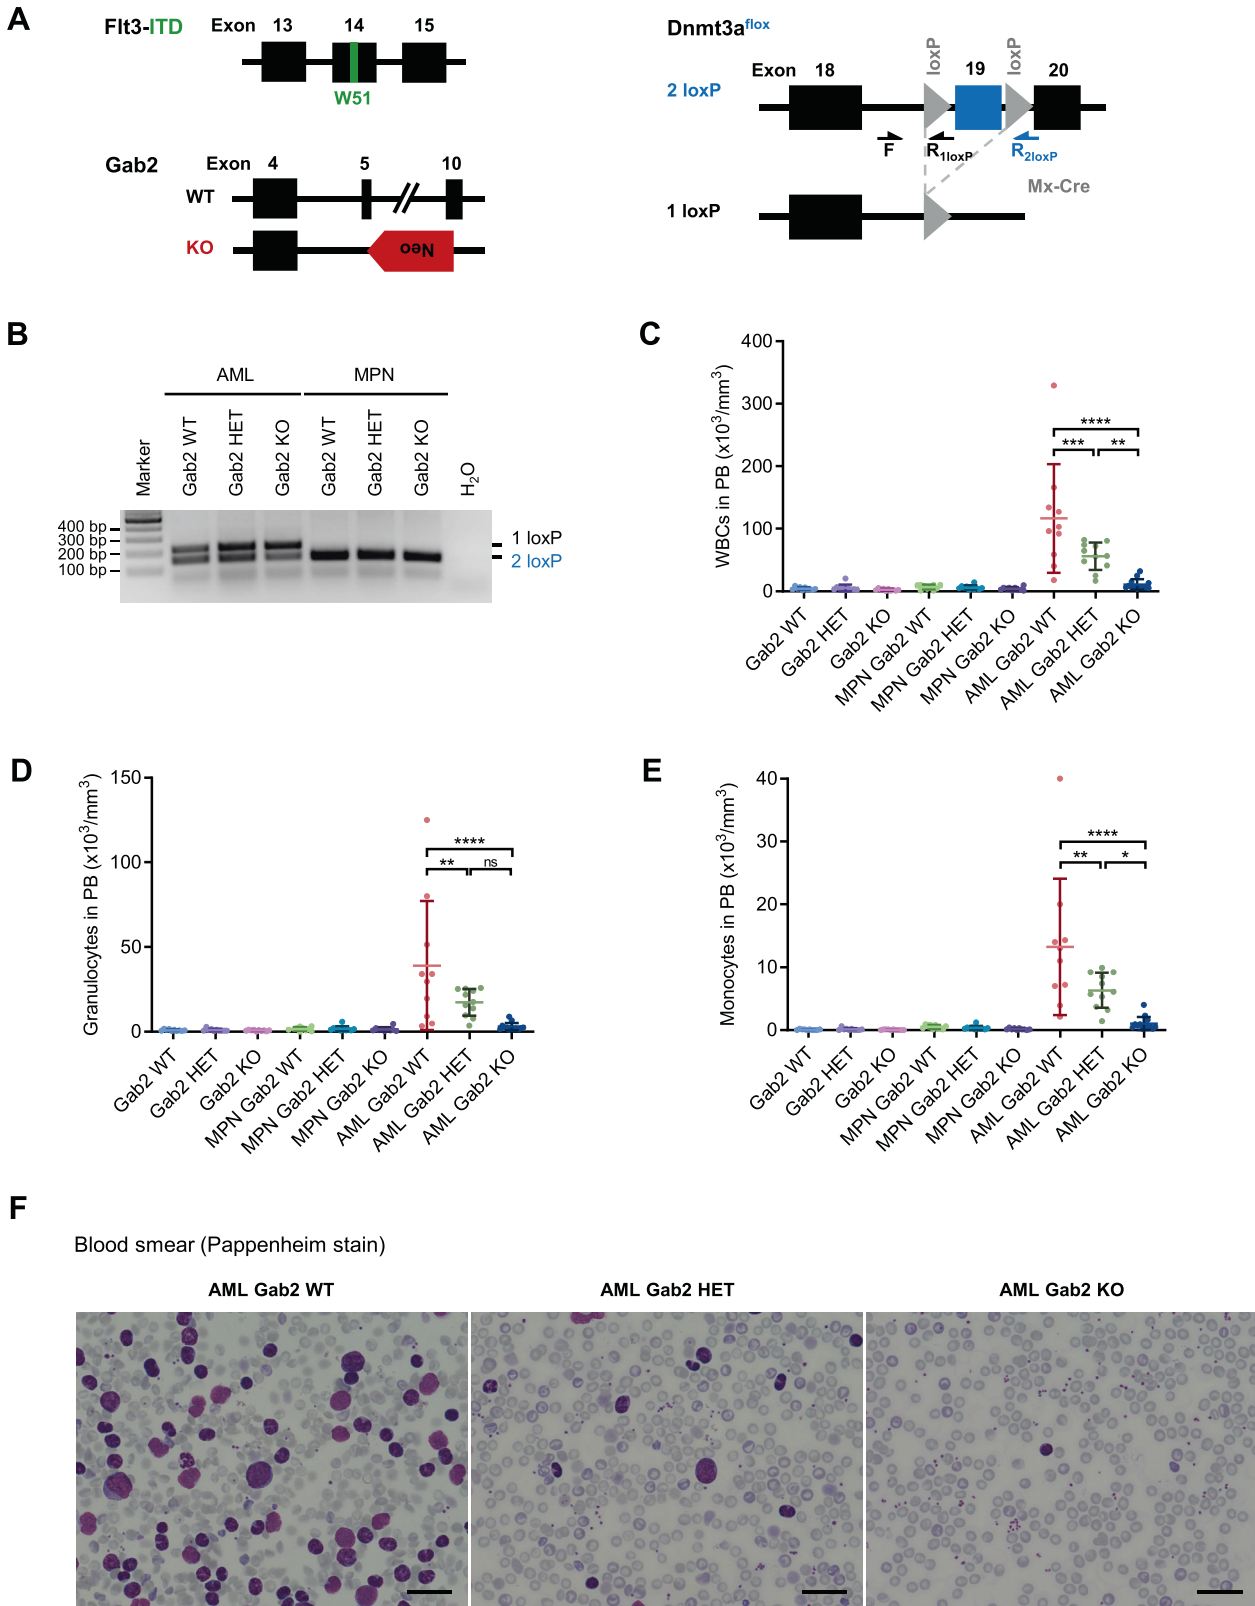 A
Flt3-ITD
Exon 13 14 15
W51
Gab2
Exon 4 5 10
WT
KO
Neo
Dnmt3aflox
2 loxP
Exon 18 loxP 19 loxP 20
F R1loxP R2loxP
Mx-Cre
1 loxP
B
AML MPN
Marker
Gab2 WT
Gab2 HET
Gab2 KO
Gab2 WT
Gab2 HET
Gab2 KO
H2O
400 bp
300 bp
200 bp
100 bp
1 loxP
2 loxP
C
WBCs in PB (x10³/mm³)
400
300
200
100
0
****
*** **
Gab2 WT
Gab2 HET
Gab2 KO
MPN Gab2 WT
MPN Gab2 HET
MPN Gab2 KO
AML Gab2 WT
AML Gab2 HET
AML Gab2 KO
D
Granulocytes in PB (x10³/mm³)
150
100
50
0
****
** ns
Gab2 WT
Gab2 HET
Gab2 KO
MPN Gab2 WT
MPN Gab2 HET
MPN Gab2 KO
AML Gab2 WT
AML Gab2 HET
AML Gab2 KO
E
Monocytes in PB (x10³/mm³)
40
30
20
10
0
****
** *
Gab2 WT
Gab2 HET
Gab2 KO
MPN Gab2 WT
MPN Gab2 HET
MPN Gab2 KO
AML Gab2 WT
AML Gab2 HET
AML Gab2 KO
F
Blood smear (Pappenheim stain)
AML Gab2 WT AML Gab2 HET AML Gab2 KO